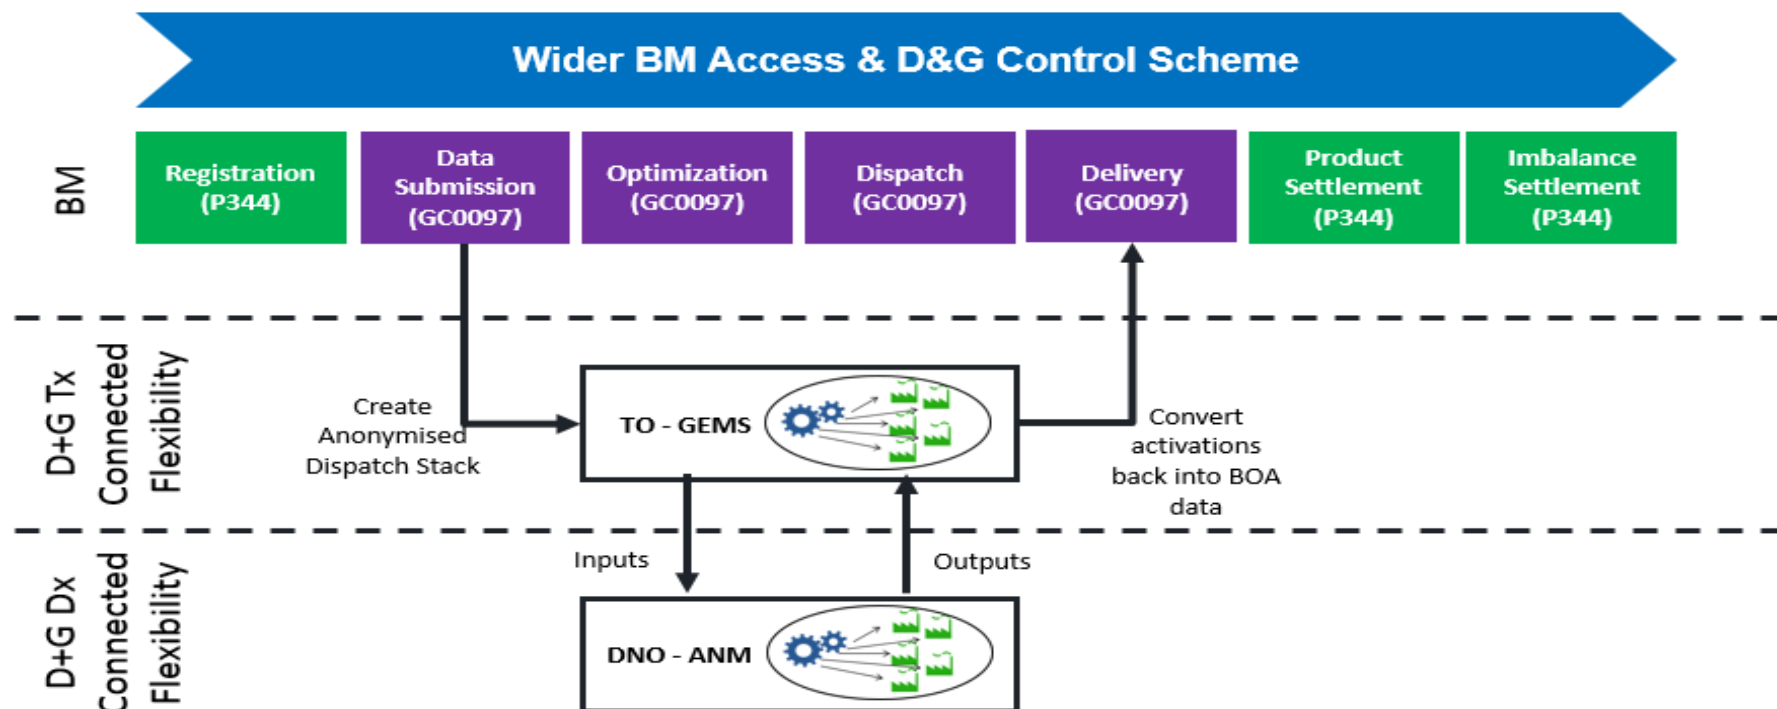 Wider BM Access & D&G Control Scheme
BM
Registration
(P344)
Data
Submission
(GC0097)
Optimization
(GC0097)
Dispatch
(GC0097)
Delivery
(GC0097)
Product
Settlement
(P344)
Imbalance
Settlement
(P344)
D+G Tx
Connected
Flexibility
Create
Anonymised
Dispatch Stack
TO - GEMS
Convert
activations
back into BOA
data
Inputs
Outputs
D+G Dx
Connected
Flexibility
DNO - ANM